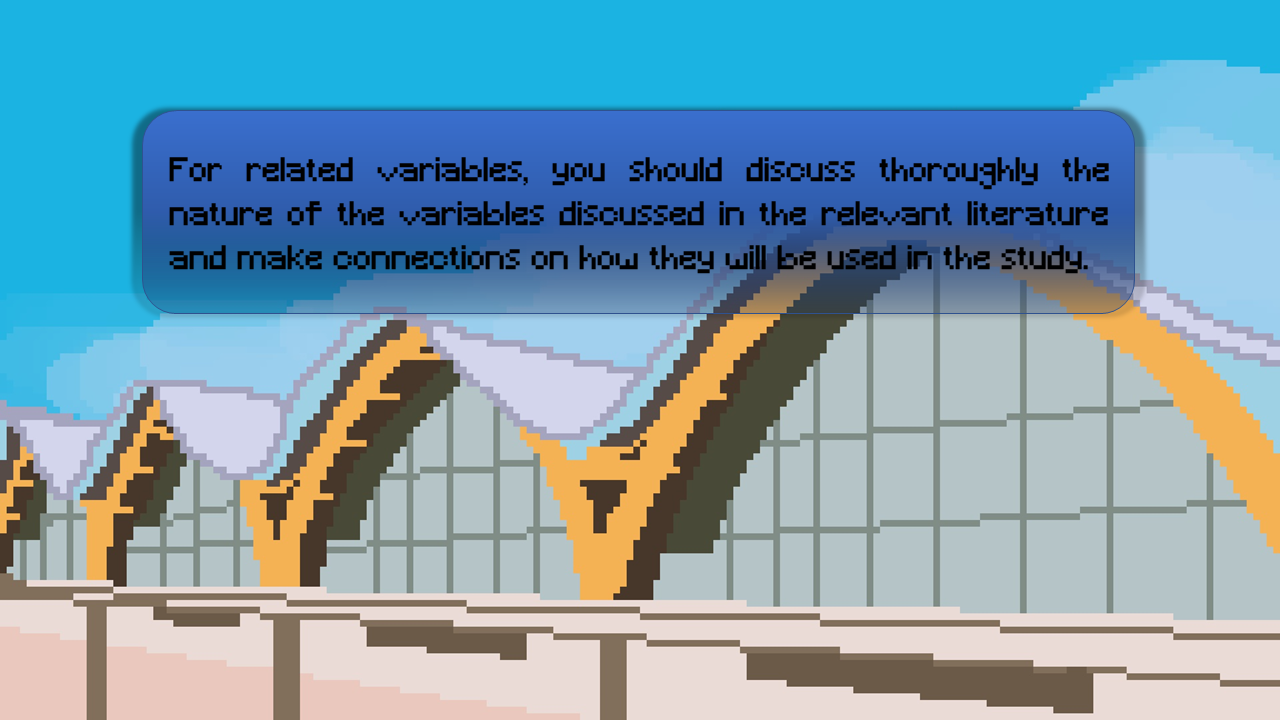 For related variables, you should discuss thoroughly the
nature of the variables discussed in the relevant literature
and make connections on how they will be used in the study.